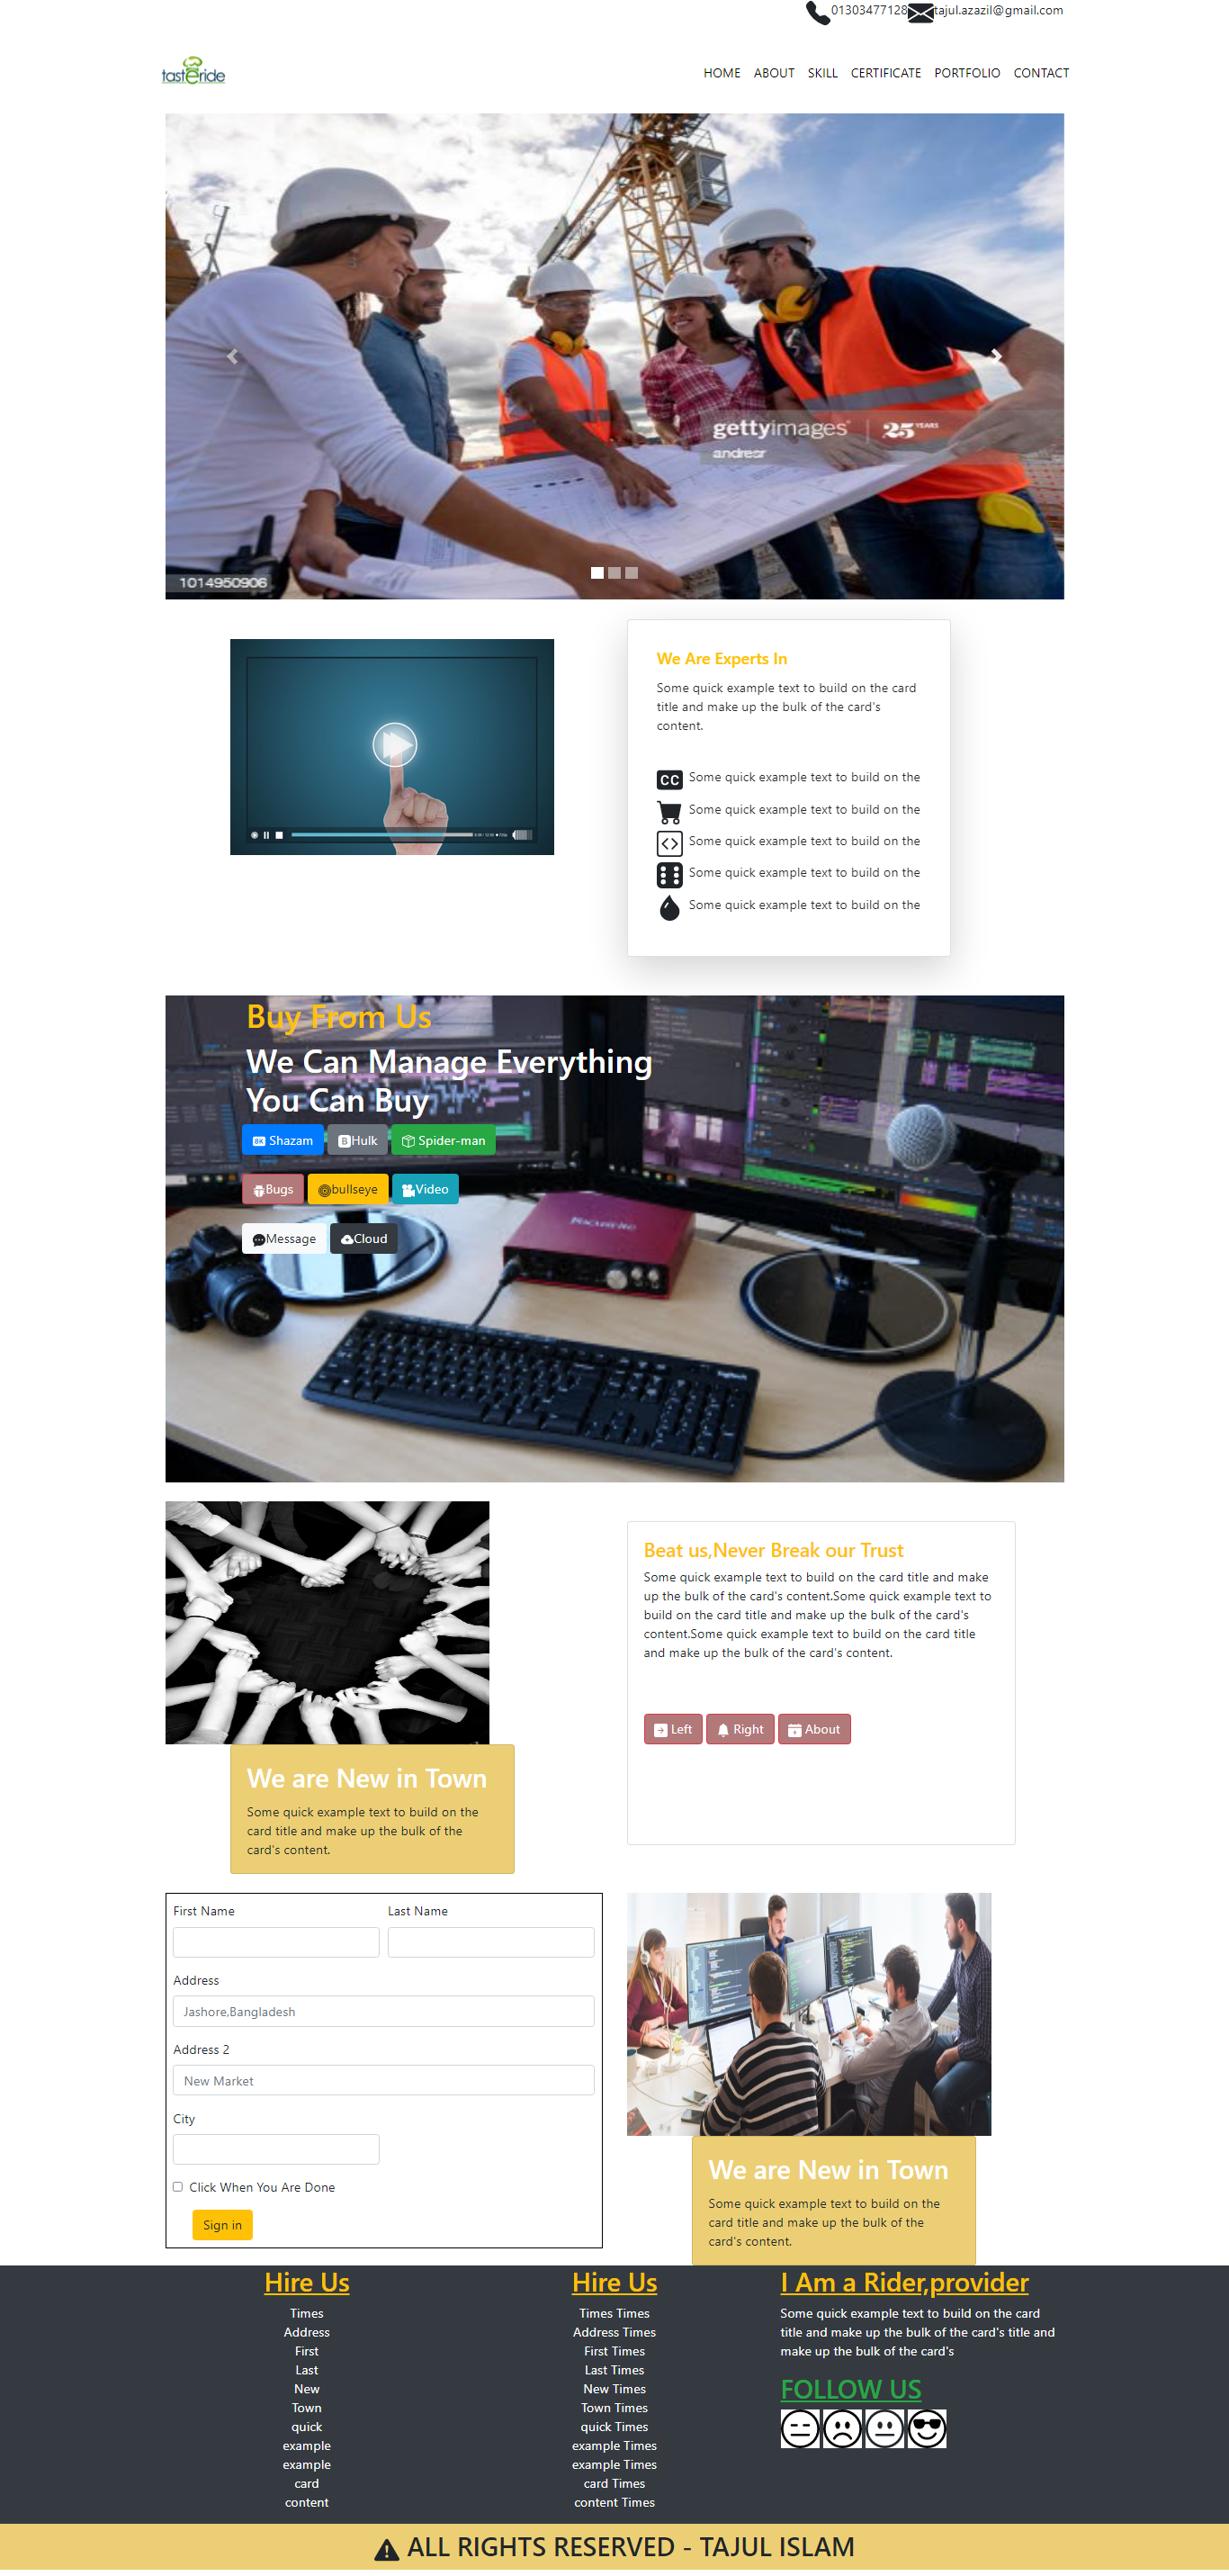 01303477128 tajul.azazil@gmail.com
tasteride
HOME ABOUT SKILL CERTIFICATE PORTFOLIO CONTACT
gettyimages® 25 YEARS
andresr
1014950906
We Are Experts In
Some quick example text to build on the card
title and make up the bulk of the card's
content.
CC Some quick example text to build on the
Some quick example text to build on the
Some quick example text to build on the
Some quick example text to build on the
Some quick example text to build on the
Buy From Us
We Can Manage Everything
You Can Buy
8K Shazam B Hulk Spider-man
Bugs bullseye Video
Message Cloud
Focusrite
Beat us,Never Break our Trust
Some quick example text to build on the card title and make
up the bulk of the card's content.Some quick example text to
build on the card title and make up the bulk of the card's
content.Some quick example text to build on the card title
and make up the bulk of the card's content.
Left Right About
We are New in Town
Some quick example text to build on the
card title and make up the bulk of the
card's content.
First Name Last Name
Address
Jashore,Bangladesh
Address 2
New Market
City
Click When You Are Done
Sign in
We are New in Town
Some quick example text to build on the
card title and make up the bulk of the
card's content.
Hire Us
Times
Address
First
Last
New
Town
quick
example
example
card
content
Hire Us
Times Times
Address Times
First Times
Last Times
New Times
Town Times
quick Times
example Times
example Times
card Times
content Times
I Am a Rider,provider
Some quick example text to build on the card
title and make up the bulk of the card's title and
make up the bulk of the card's
FOLLOW US
ALL RIGHTS RESERVED - TAJUL ISLAM